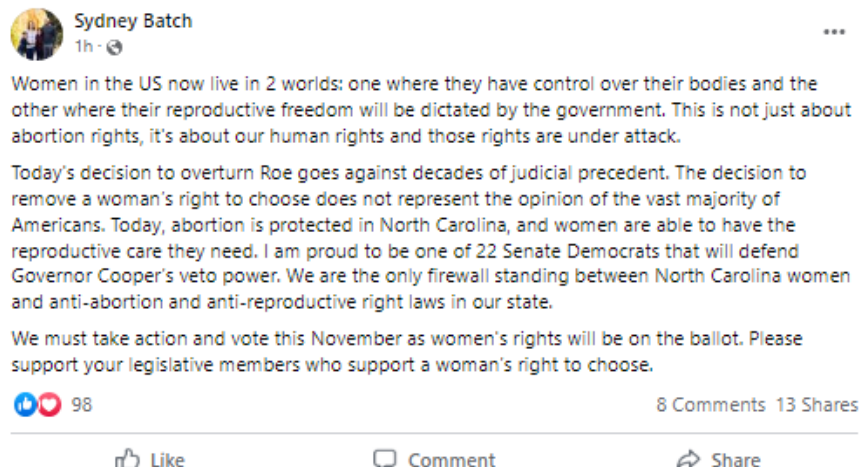 Sydney Batch
1h ·
Women in the US now live in 2 worlds: one where they have control over their bodies and the
other where their reproductive freedom will be dictated by the government. This is not just about
abortion rights, it's about our human rights and those rights are under attack.
Today's decision to overturn Roe goes against decades of judicial precedent. The decision to
remove a woman's right to choose does not represent the opinion of the vast majority of
Americans. Today, abortion is protected in North Carolina, and women are able to have the
reproductive care they need. I am proud to be one of 22 Senate Democrats that will defend
Governor Cooper's veto power. We are the only firewall standing between North Carolina women
and anti-abortion and anti-reproductive right laws in our state.
We must take action and vote this November as women's rights will be on the ballot. Please
support your legislative members who support a woman's right to choose.
98 8 Comments 13 Shares
Like Comment Share